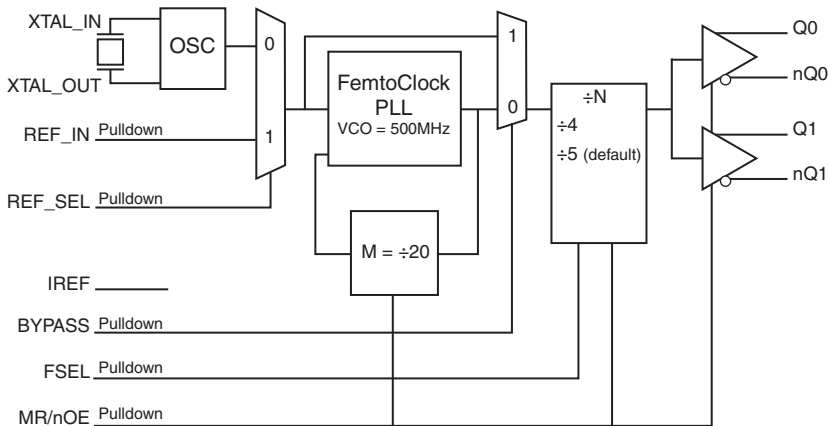 XTAL_IN
OSC
XTAL_OUT
0
1
REF_IN Pulldown
REF_SEL Pulldown
FemtoClock
PLL
VCO = 500MHz
M = ÷20
1
0
÷N
÷4
÷5 (default)
Q0
nQ0
Q1
nQ1
IREF
BYPASS Pulldown
FSEL Pulldown
MR/nOE Pulldown